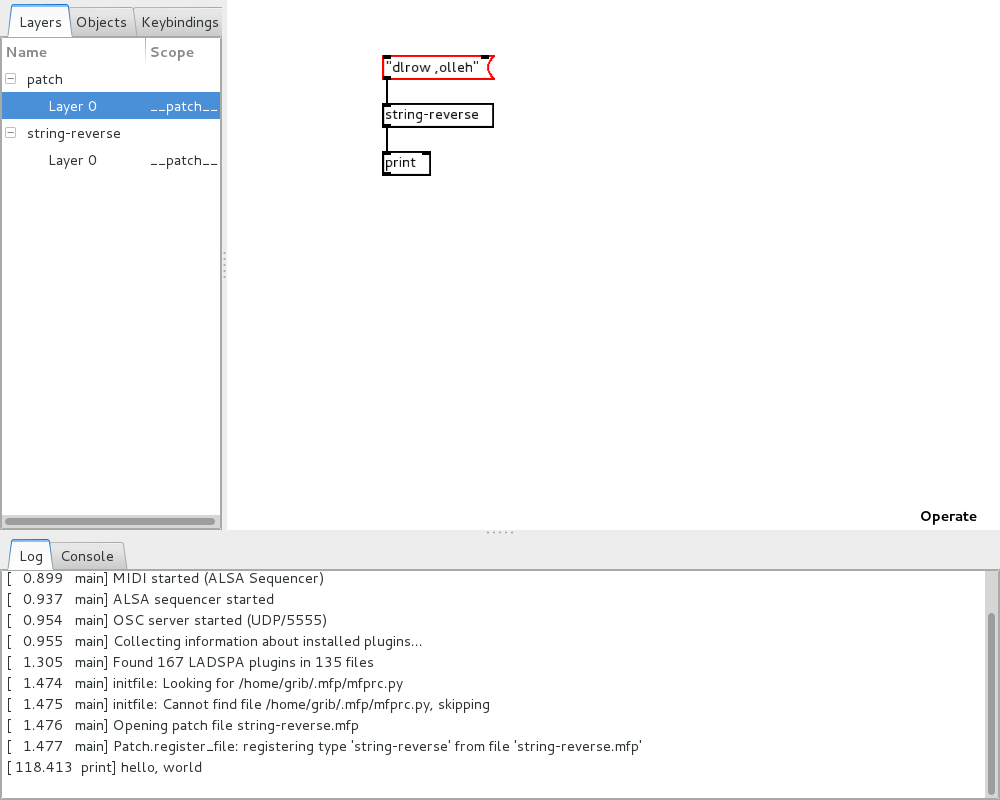 Layers Objects Keybindings
Name Scope
patch
Layer 0 __patch__
string-reverse
Layer 0 __patch__
"dlrow ,olleh"
string-reverse
print
Operate
Log Console
[ 0.899 main] MIDI started (ALSA Sequencer)
[ 0.937 main] ALSA sequencer started
[ 0.954 main] OSC server started (UDP/5555)
[ 0.955 main] Collecting information about installed plugins...
[ 1.305 main] Found 167 LADSPA plugins in 135 files
[ 1.474 main] initfile: Looking for /home/grib/.mfp/mfprc.py
[ 1.475 main] initfile: Cannot find file /home/grib/.mfp/mfprc.py, skipping
[ 1.476 main] Opening patch file string-reverse.mfp
[ 1.477 main] Patch.register_file: registering type 'string-reverse' from file 'string-reverse.mfp'
[ 118.413 print] hello, world